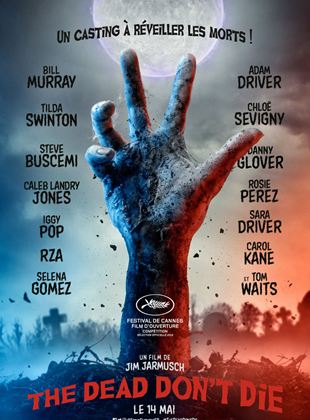 UN CASTING À RÉVEILLER LES MORTS !
BILL
MURRAY
TILDA
SWINTON
STEVE
BUSCEMI
CALEB LANDRY
JONES
IGGY
POP
RZA
SELENA
GOMEZ
ADAM
DRIVER
CHLOË
SEVIGNY
DANNY
GLOVER
ROSIE
PEREZ
SARA
DRIVER
CAROL
KANE
ET TOM
WAITS
FESTIVAL DE CANNES
FILM D'OUVERTURE
COMPÉTITION
UN FILM DE
JIM JARMUSCH
THE DEAD DON'T DIE
LE 14 MAI